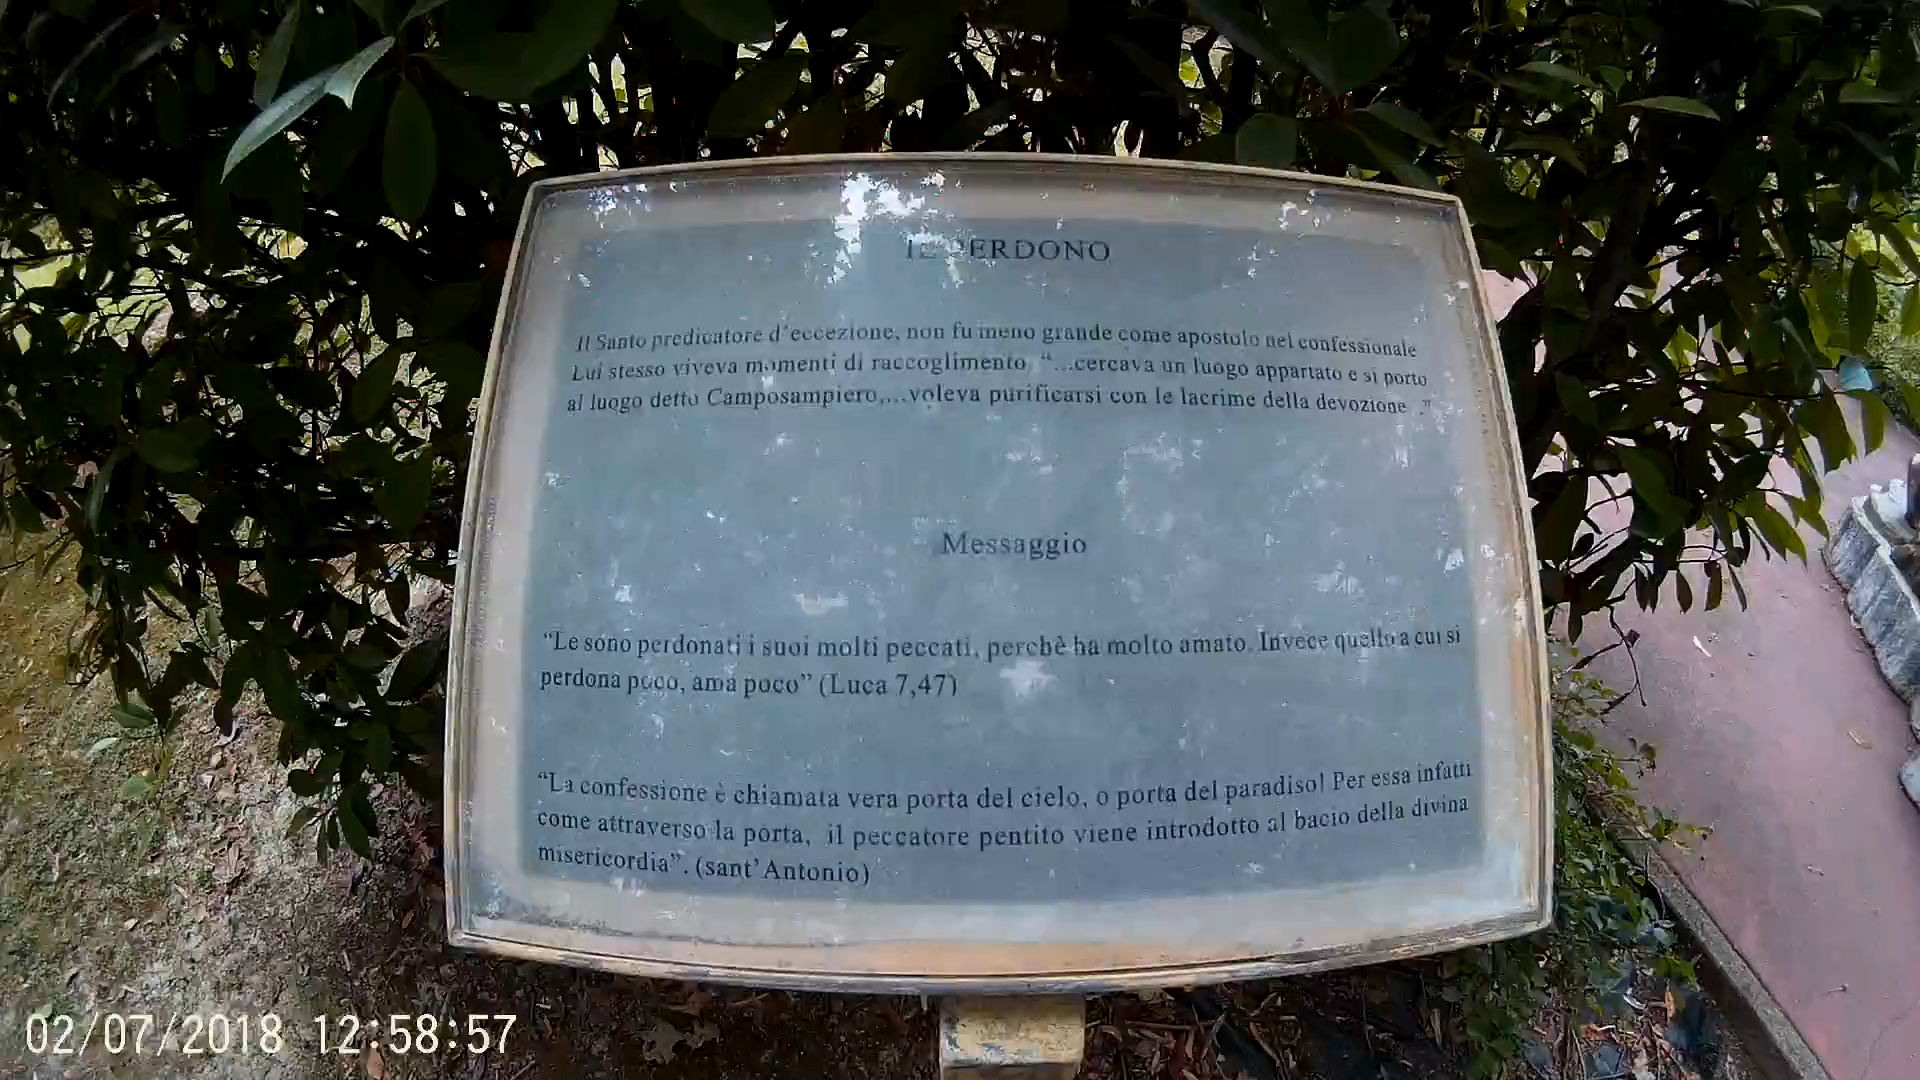 IL PERDONO
Il Santo predicatore d'eccezione, non fu meno grande come apostolo nel confessionale
Lui stesso viveva momenti di raccoglimento "...cercava un luogo appartato e si portò
al luogo detto Camposampiero,...voleva purificarsi con le lacrime della devozione ."
Messaggio
"Le sono perdonati i suoi molti peccati, perchè ha molto amato. Invece quello a cui si
perdona poco, ama poco" (Luca 7,47)
"La confessione è chiamata vera porta del cielo, o porta del paradiso! Per essa infatti
come attraverso la porta, il peccatore pentito viene introdotto al bacio della divina
misericordia". (sant'Antonio)
02/07/2018 12:58:57